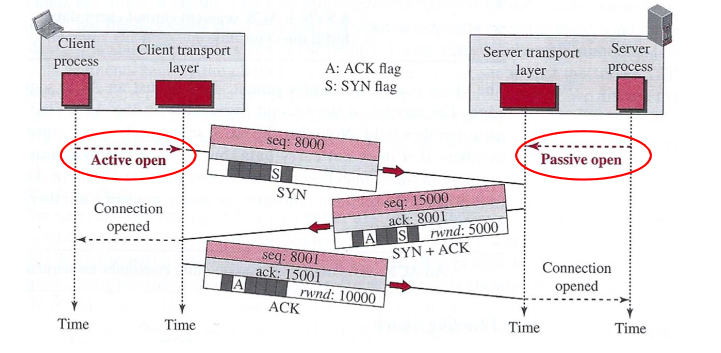 Client
process
Client transport
layer
A: ACK flag
S: SYN flag
Server transport
layer
Server
process
Active open
seq: 8000
S
SYN
Passive open
seq: 15000
ack: 8001
A S rwnd: 5000
SYN + ACK
Connection
opened
seq: 8001
ack: 15001
A rwnd: 10000
ACK
Connection
opened
Time
Time
Time
Time